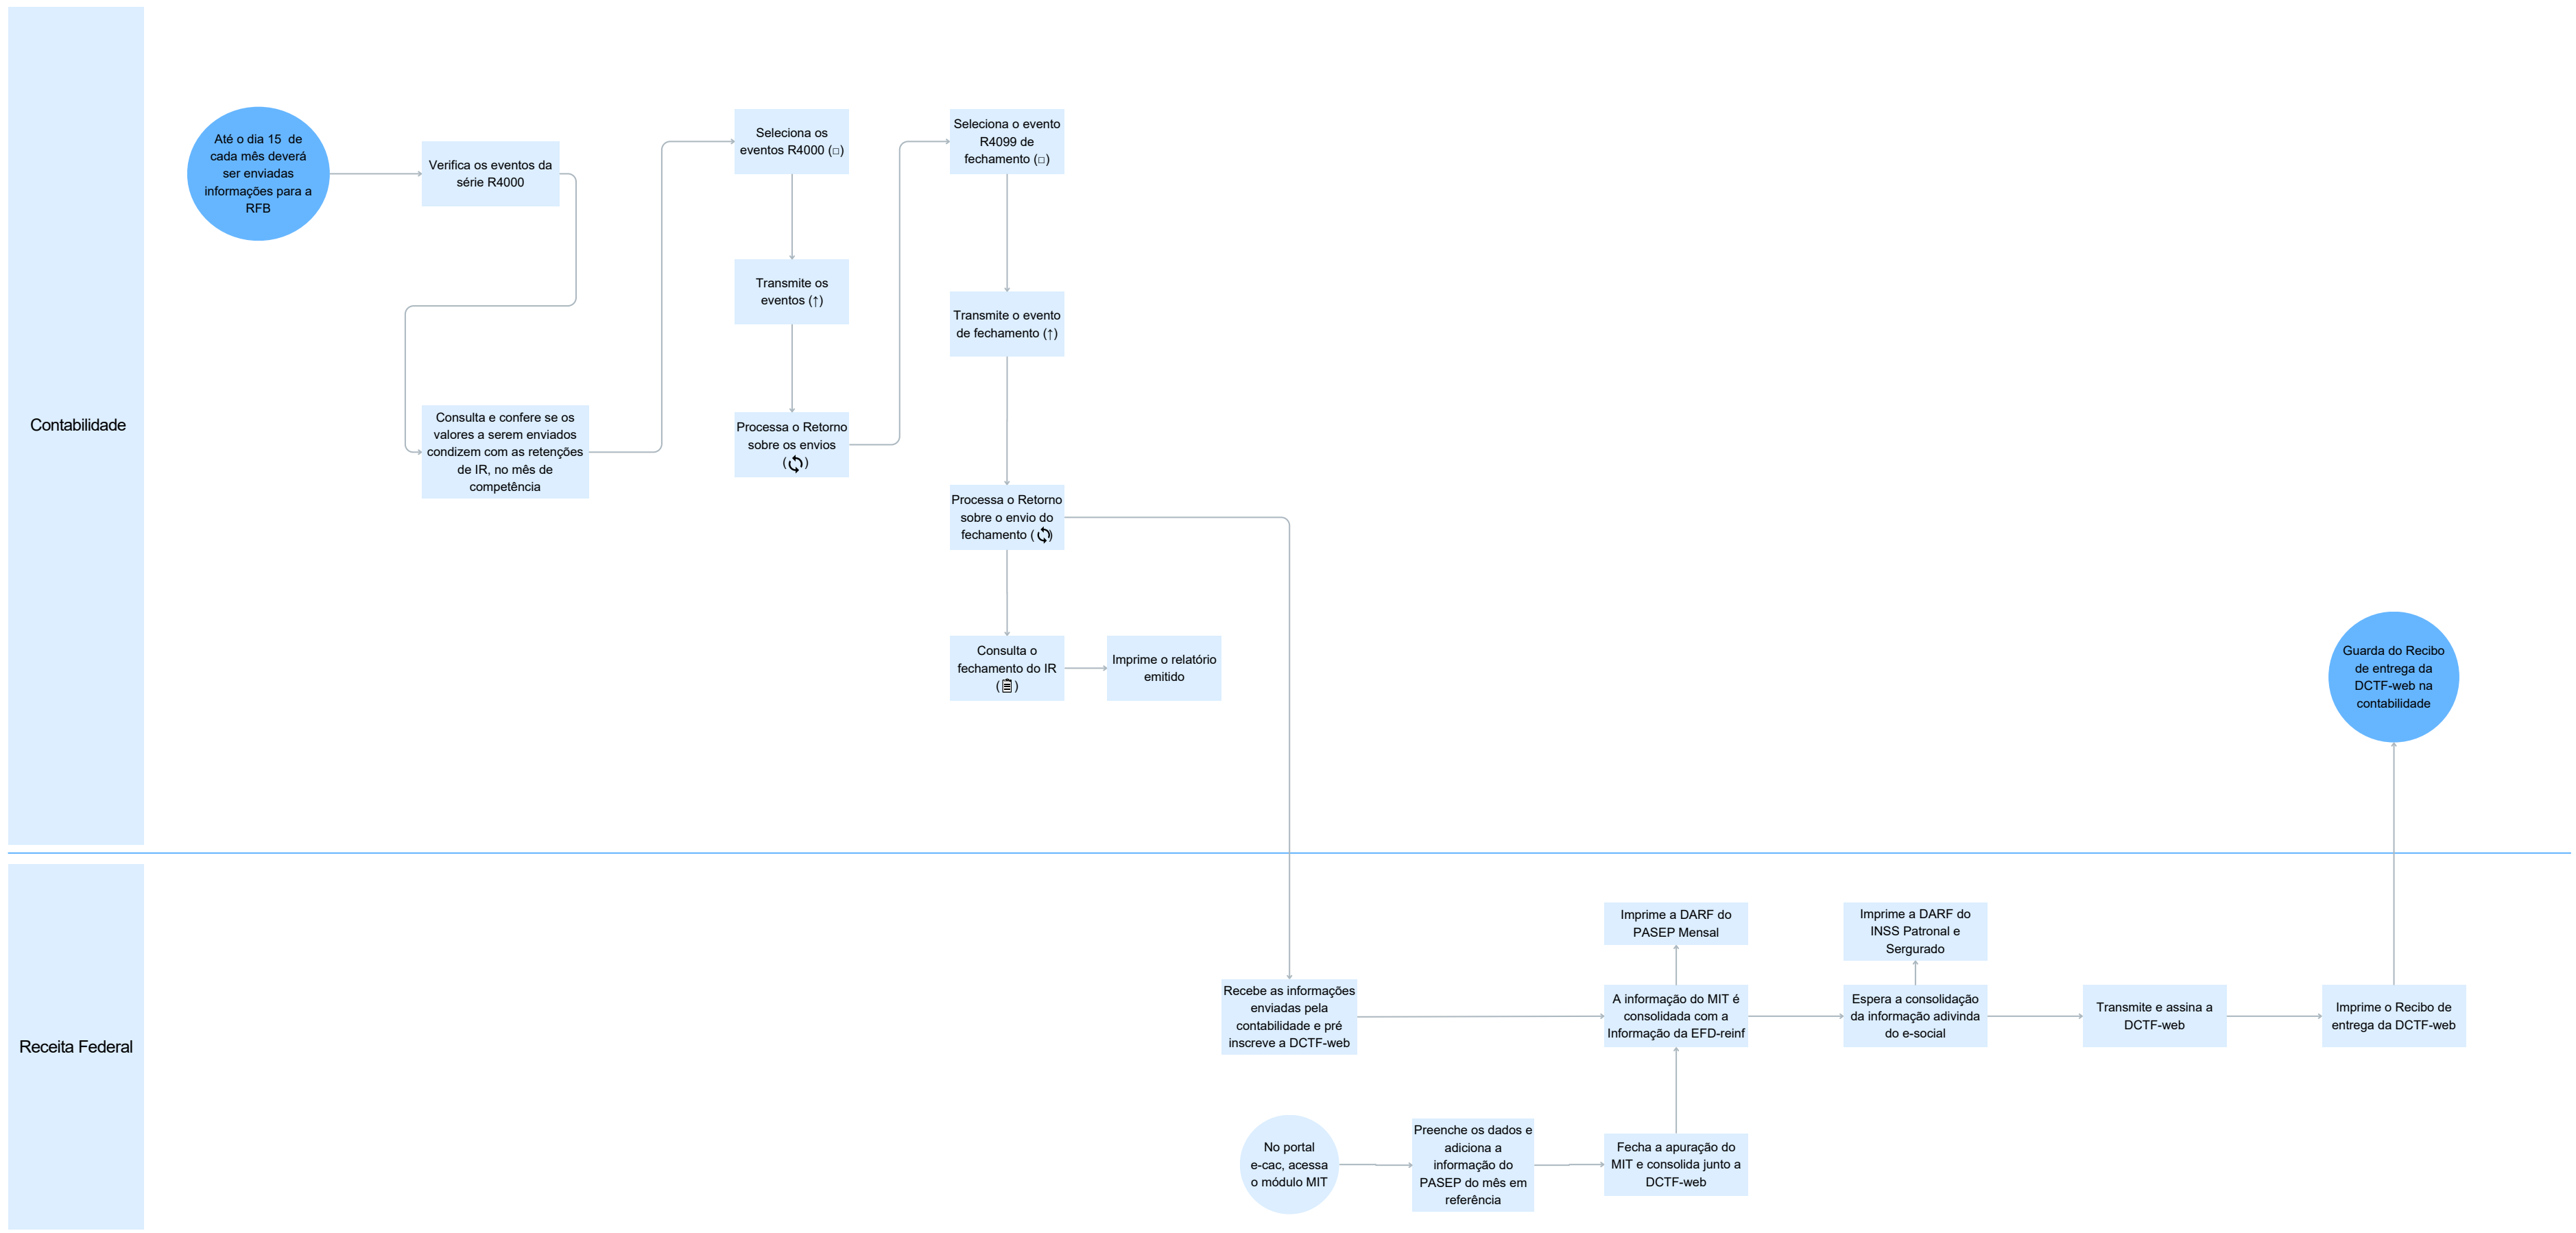 Contabilidade
Até o dia 15 de
cada mês deverá
ser enviadas
informações para a
RFB
Verifica os eventos da
série R4000
Consulta e confere se os
valores a serem enviados
condizem com as retenções
de IR, no mês de
competência
Seleciona os
eventos R4000 (□)
Transmite os
eventos (↑)
Processa o Retorno
sobre os envios
( )
Seleciona o evento
R4099 de
fechamento (□)
Transmite o evento
de fechamento (↑)
Processa o Retorno
sobre o envio do
fechamento ( )
Consulta o
fechamento do IR
( )
Imprime o relatório
emitido
Guarda do Recibo
de entrega da
DCTF-web na
contabilidade
Receita Federal
Recebe as informações
enviadas pela
contabilidade e pré
inscreve a DCTF-web
Imprime a DARF do
PASEP Mensal
A informação do MIT é
consolidada com a
Informação da EFD-reinf
Imprime a DARF do
INSS Patronal e
Sergurado
Espera a consolidação
da informação adivinda
do e-social
Transmite e assina a
DCTF-web
Imprime o Recibo de
entrega da DCTF-web
No portal
e-cac, acessa
o módulo MIT
Preenche os dados e
adiciona a
informação do
PASEP do mês em
referência
Fecha a apuração do
MIT e consolida junto a
DCTF-web